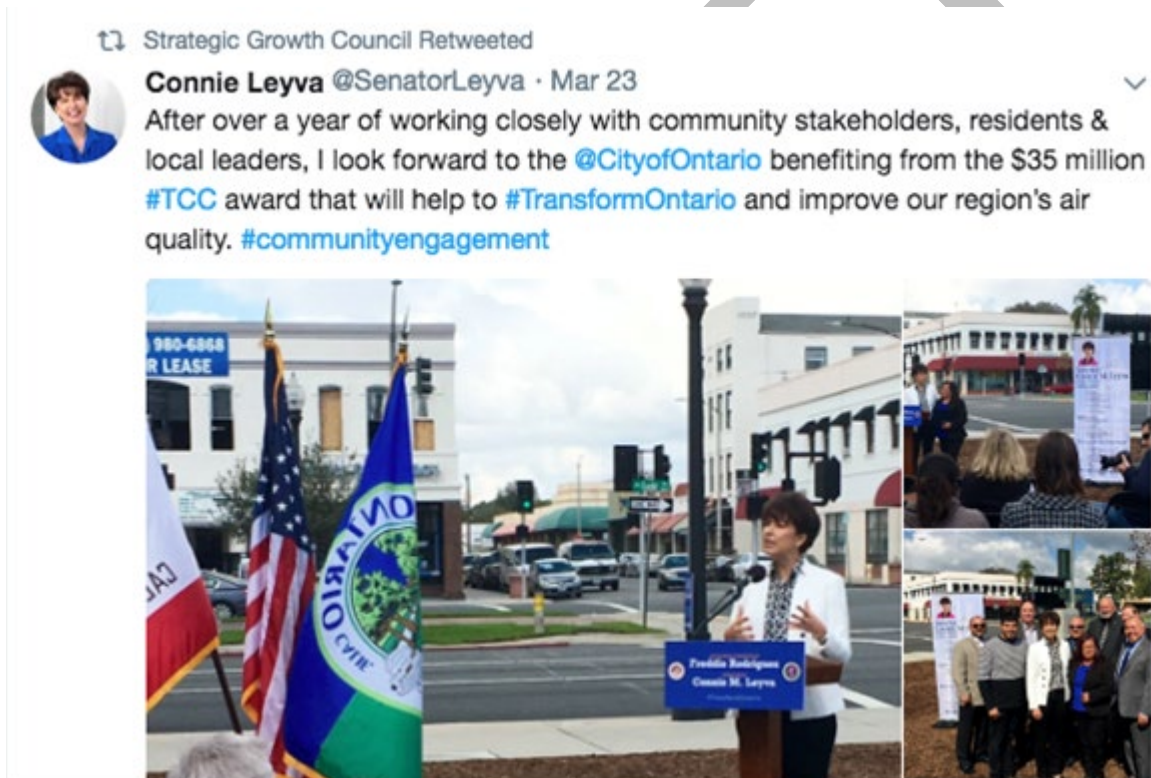 Strategic Growth Council Retweeted
Connie Leyva @SenatorLeyva · Mar 23
After over a year of working closely with community stakeholders, residents &
local leaders, I look forward to the @CityofOntario benefiting from the $35 million
#TCC award that will help to #TransformOntario and improve our region's air
quality. #communityengagement
980-6868
R LEASE
ONTARIO
CALIF
Freddie Rodriguez
Connie M. Leyva